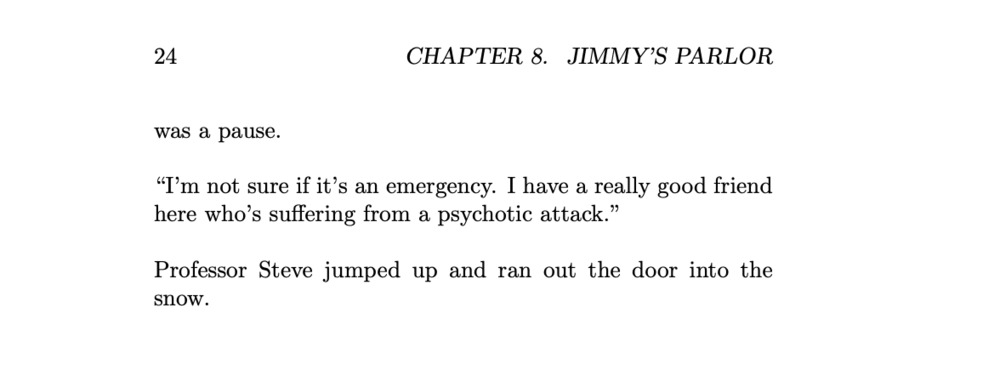 24 CHAPTER 8. JIMMY'S PARLOR
was a pause.
“I'm not sure if it's an emergency. I have a really good friend
here who's suffering from a psychotic attack.”
Professor Steve jumped up and ran out the door into the
snow.